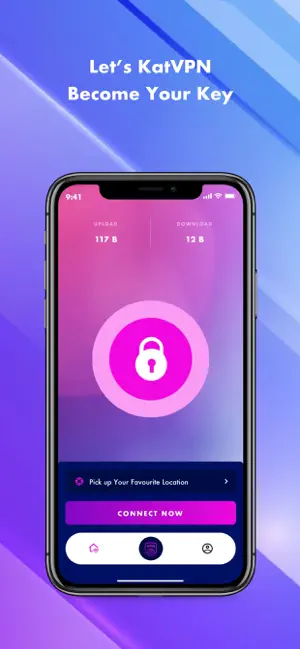 Let's KatVPN
Become Your Key
9:41
UPLOAD
DOWNLOAD
117 B
12 B
Pick up Your Favourite Location
CONNECT NOW